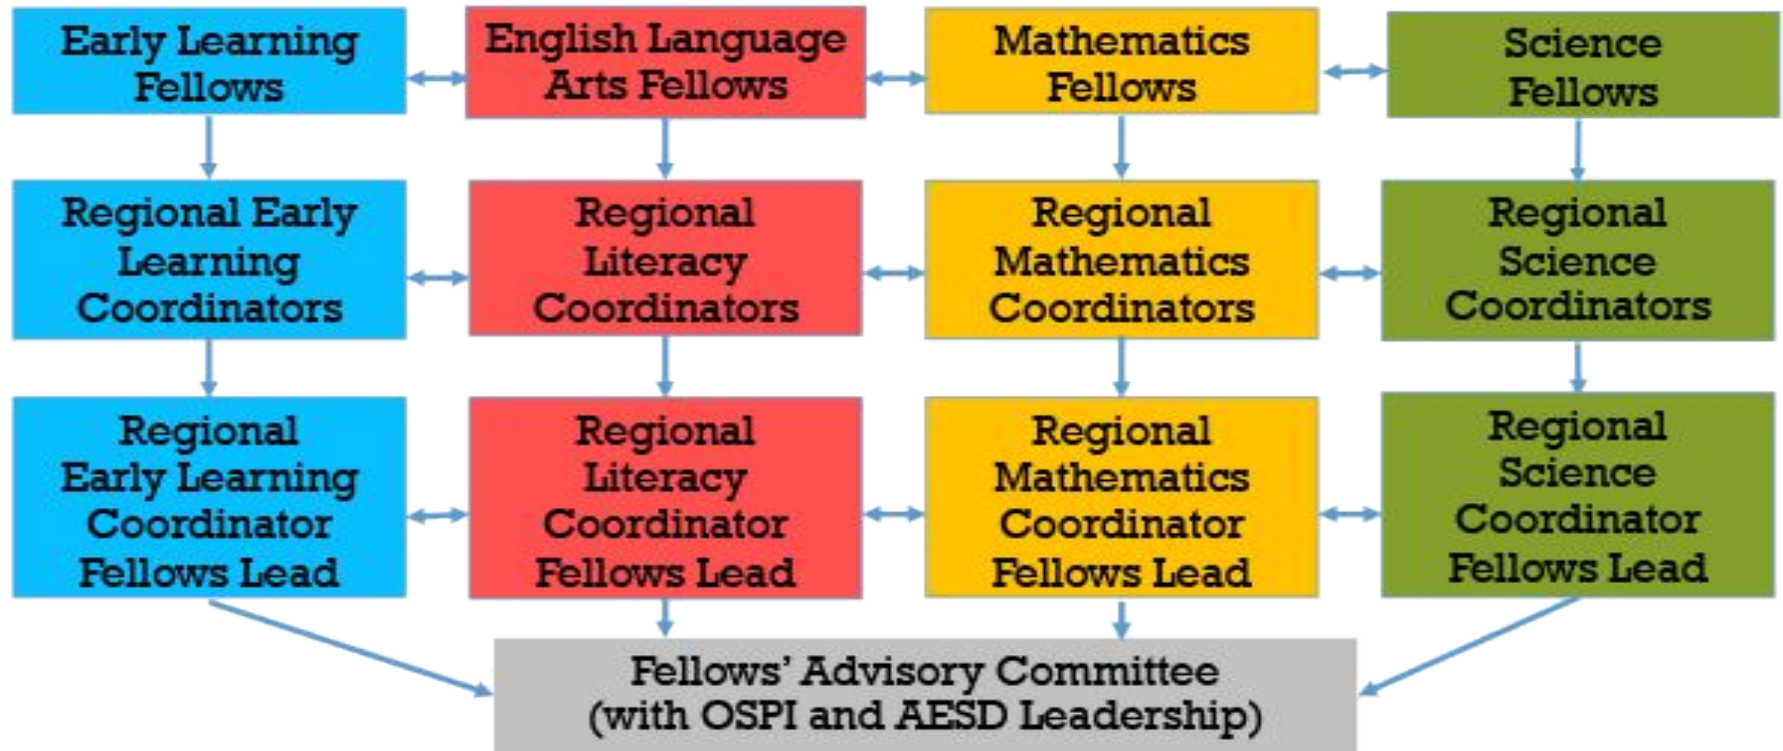 Early Learning
Fellows
English Language
Arts Fellows
Mathematics
Fellows
Science
Fellows
Regional Early
Learning
Coordinators
Regional
Literacy
Coordinators
Regional
Mathematics
Coordinators
Regional
Science
Coordinators
Regional
Early Learning
Coordinator
Fellows Lead
Regional
Literacy
Coordinator
Fellows Lead
Regional
Mathematics
Coordinator
Fellows Lead
Regional
Science
Coordinator
Fellows Lead
Fellows’ Advisory Committee
(with OSPI and AESD Leadership)